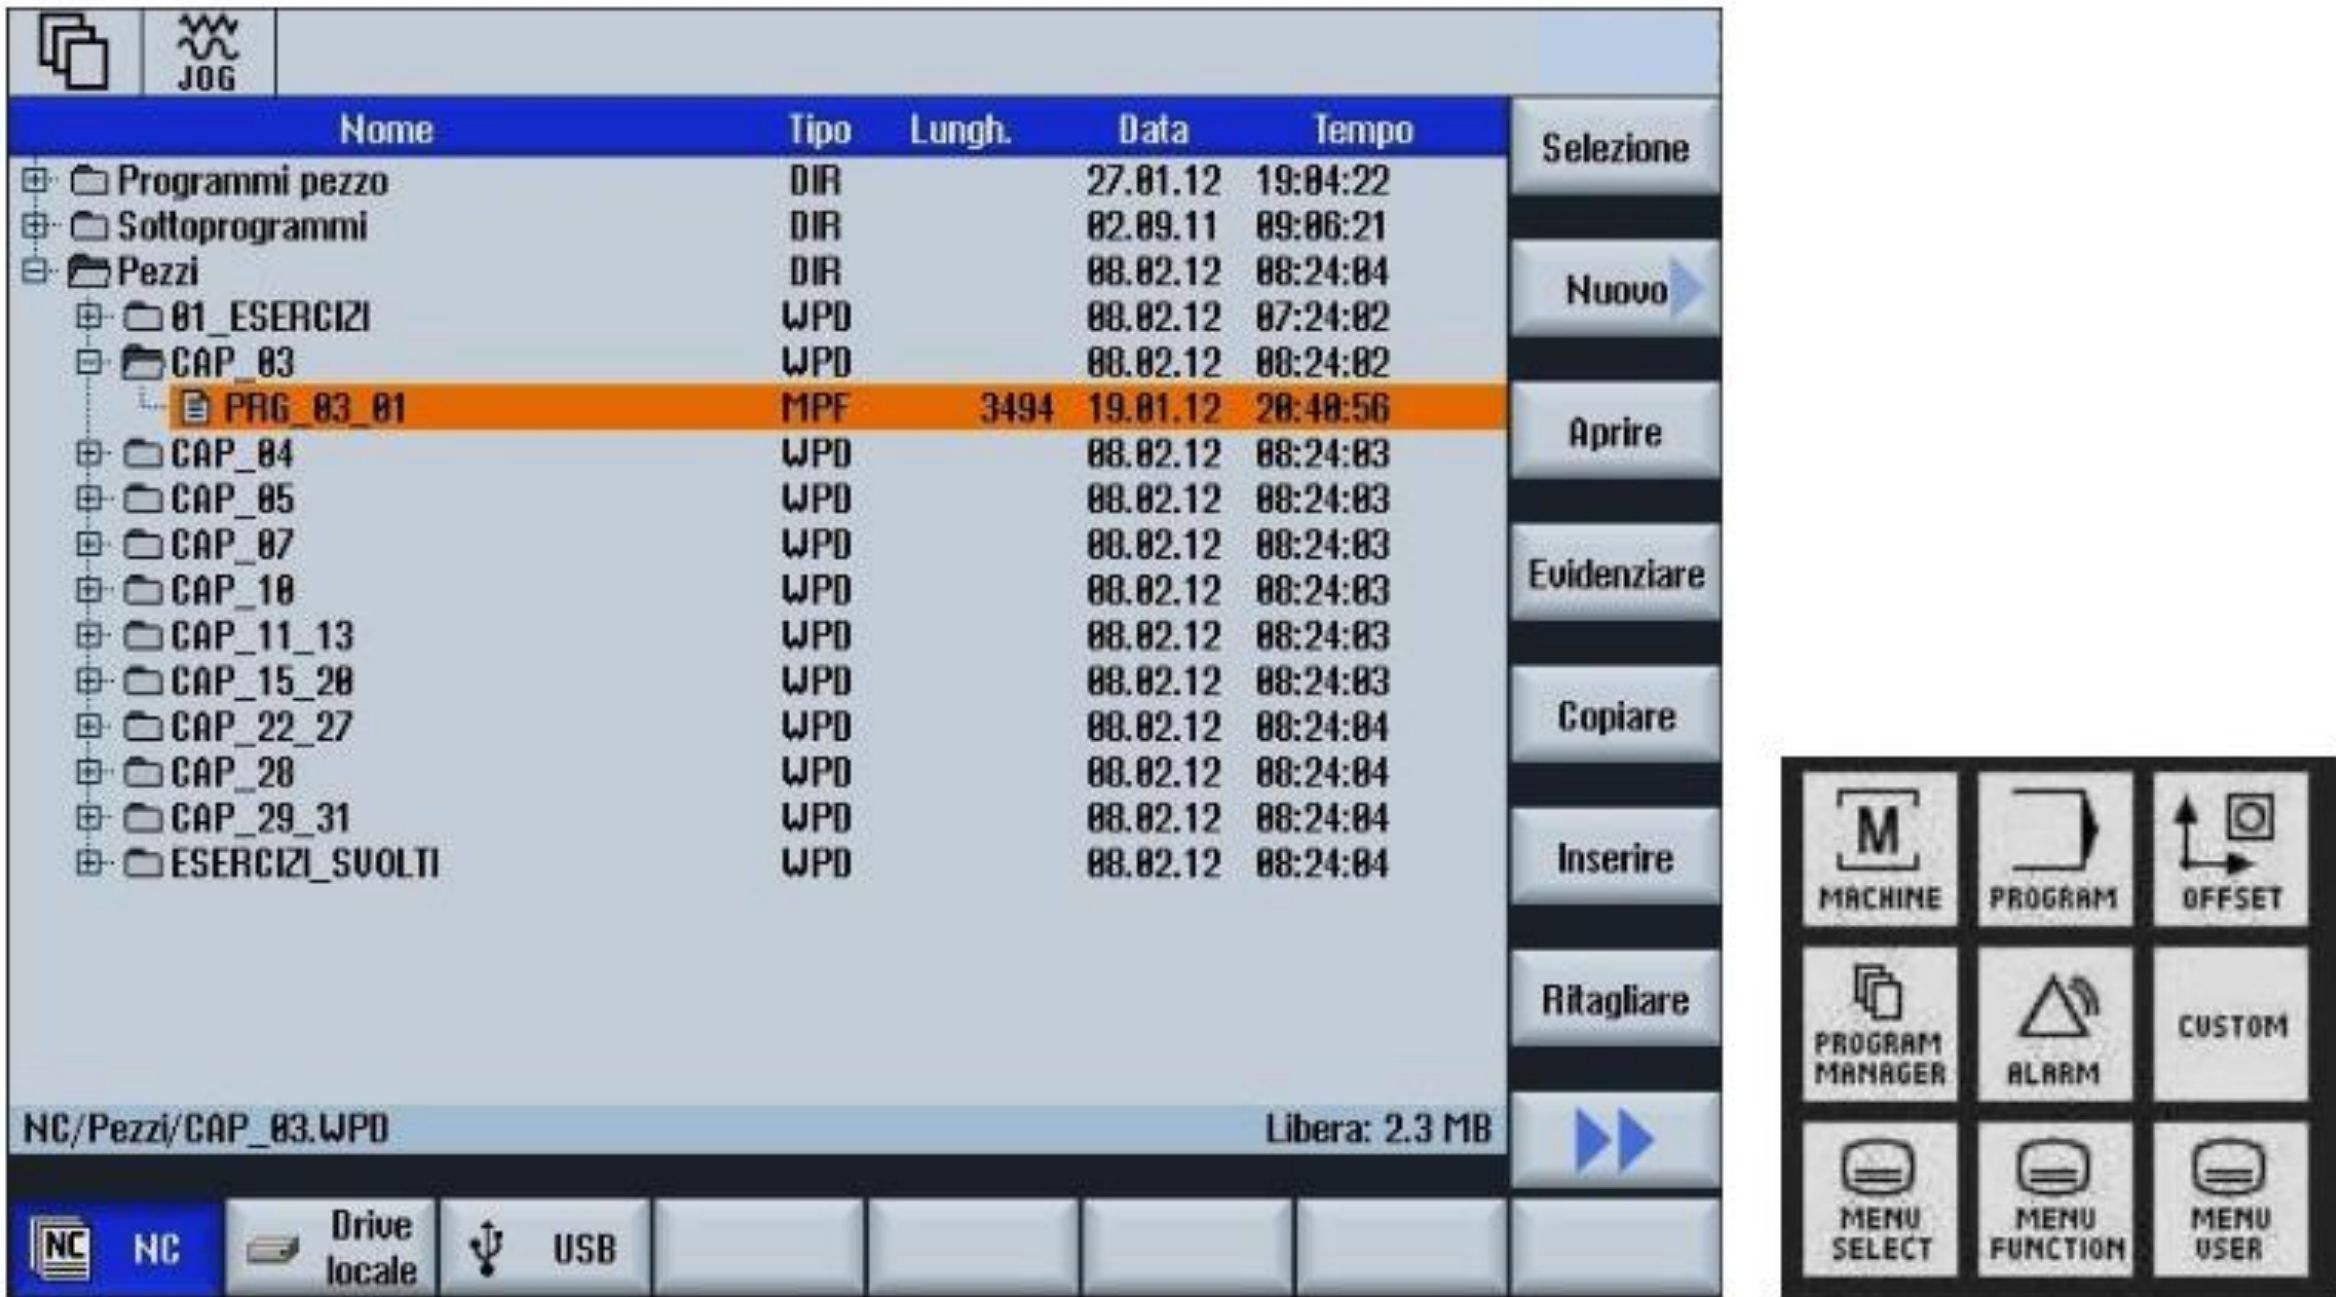 JOG
Nome Tipo Lungh. Data Tempo
Programmi pezzo DIR 27.01.12 19:04:22
Sottoprogrammi DIR 02.09.11 09:06:21
Pezzi DIR 08.02.12 08:24:04
01_ESERCIZI WPD 08.02.12 07:24:02
CAP_03 WPD 08.02.12 08:24:02
PRG_03_01 MPF 3494 19.01.12 20:40:56
CAP_04 WPD 08.02.12 08:24:03
CAP_05 WPD 08.02.12 08:24:03
CAP_07 WPD 08.02.12 08:24:03
CAP_10 WPD 08.02.12 08:24:03
CAP_11_13 WPD 08.02.12 08:24:03
CAP_15_20 WPD 08.02.12 08:24:03
CAP_22_27 WPD 08.02.12 08:24:04
CAP_28 WPD 08.02.12 08:24:04
CAP_29_31 WPD 08.02.12 08:24:04
ESERCIZI_SVOLTI WPD 08.02.12 08:24:04
NC/Pezzi/CAP_03.WPD Libera: 2.3 MB
Selezione
Nuovo
Aprire
Evidenziare
Copiare
Inserire
Ritagliare
NC NC
Drive
locale
USB
M
MACHINE
PROGRAM
OFFSET
PROGRAM
MANAGER
ALARM
CUSTOM
MENU
SELECT
MENU
FUNCTION
MENU
USER